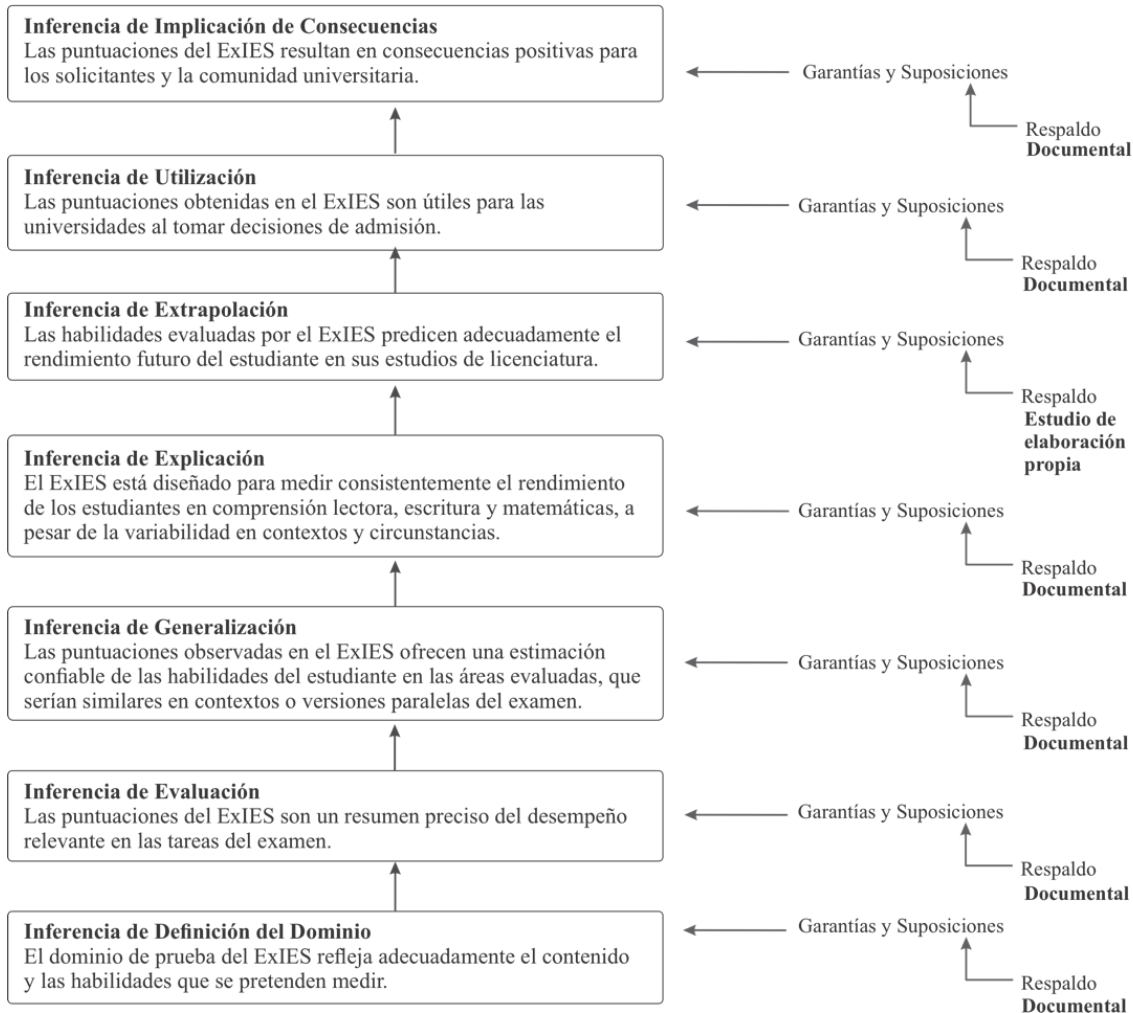 Inferencia de Implicación de Consecuencias
Las puntuaciones del ExIES resultan en consecuencias positivas para
los solicitantes y la comunidad universitaria.
Garantías y Suposiciones
Respaldo
Documental
Inferencia de Utilización
Las puntuaciones obtenidas en el ExIES son útiles para las
universidades al tomar decisiones de admisión.
Garantías y Suposiciones
Respaldo
Documental
Inferencia de Extrapolación
Las habilidades evaluadas por el ExIES predicen adecuadamente el
rendimiento futuro del estudiante en sus estudios de licenciatura.
Garantías y Suposiciones
Respaldo
Estudio de
elaboración
propia
Inferencia de Explicación
El ExIES está diseñado para medir consistentemente el rendimiento
de los estudiantes en comprensión lectora, escritura y matemáticas, a
pesar de la variabilidad en contextos y circunstancias.
Garantías y Suposiciones
Respaldo
Documental
Inferencia de Generalización
Las puntuaciones observadas en el ExIES ofrecen una estimación
confiable de las habilidades del estudiante en las áreas evaluadas, que
serían similares en contextos o versiones paralelas del examen.
Garantías y Suposiciones
Respaldo
Documental
Inferencia de Evaluación
Las puntuaciones del ExIES son un resumen preciso del desempeño
relevante en las tareas del examen.
Garantías y Suposiciones
Respaldo
Documental
Inferencia de Definición del Dominio
El dominio de prueba del ExIES refleja adecuadamente el contenido
y las habilidades que se pretenden medir.
Garantías y Suposiciones
Respaldo
Documental